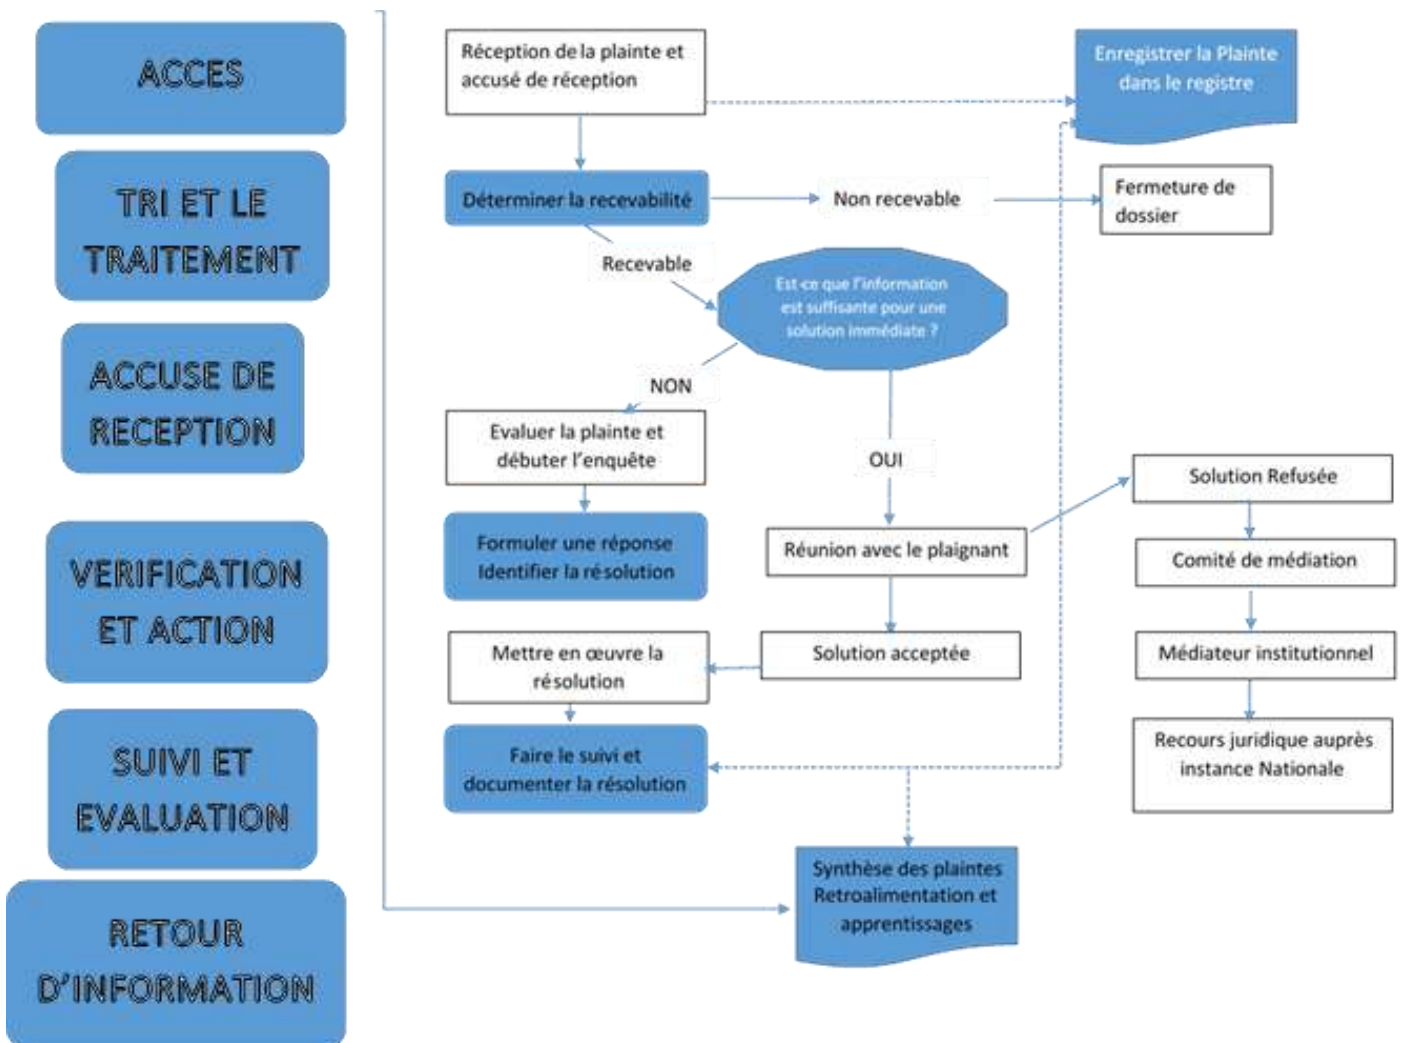 ACCES
TRI ET LE
TRAITEMENT
ACCUSE DE
RECEPTION
VERIFICATION
ET ACTION
SUIVI ET
EVALUATION
RETOUR
D'INFORMATION
Réception de la plainte et
accusé de réception
Enregistrer la Plainte
dans le registre
Déterminer la recevabilité
Non recevable
Fermeture de
dossier
Recevable
Est-ce que l'information
est suffisante pour une
solution immédiate ?
NON
Evaluer la plainte et
débuter l'enquête
OUI
Solution Refusée
Formuler une réponse
Identifier la résolution
Réunion avec le plaignant
Comité de médiation
Mettre en œuvre la
résolution
Solution acceptée
Médiateur institutionnel
Faire le suivi et
documenter la résolution
Recours juridique auprès
instance Nationale
Synthèse des plaintes
Retroalimentation et
apprentissages